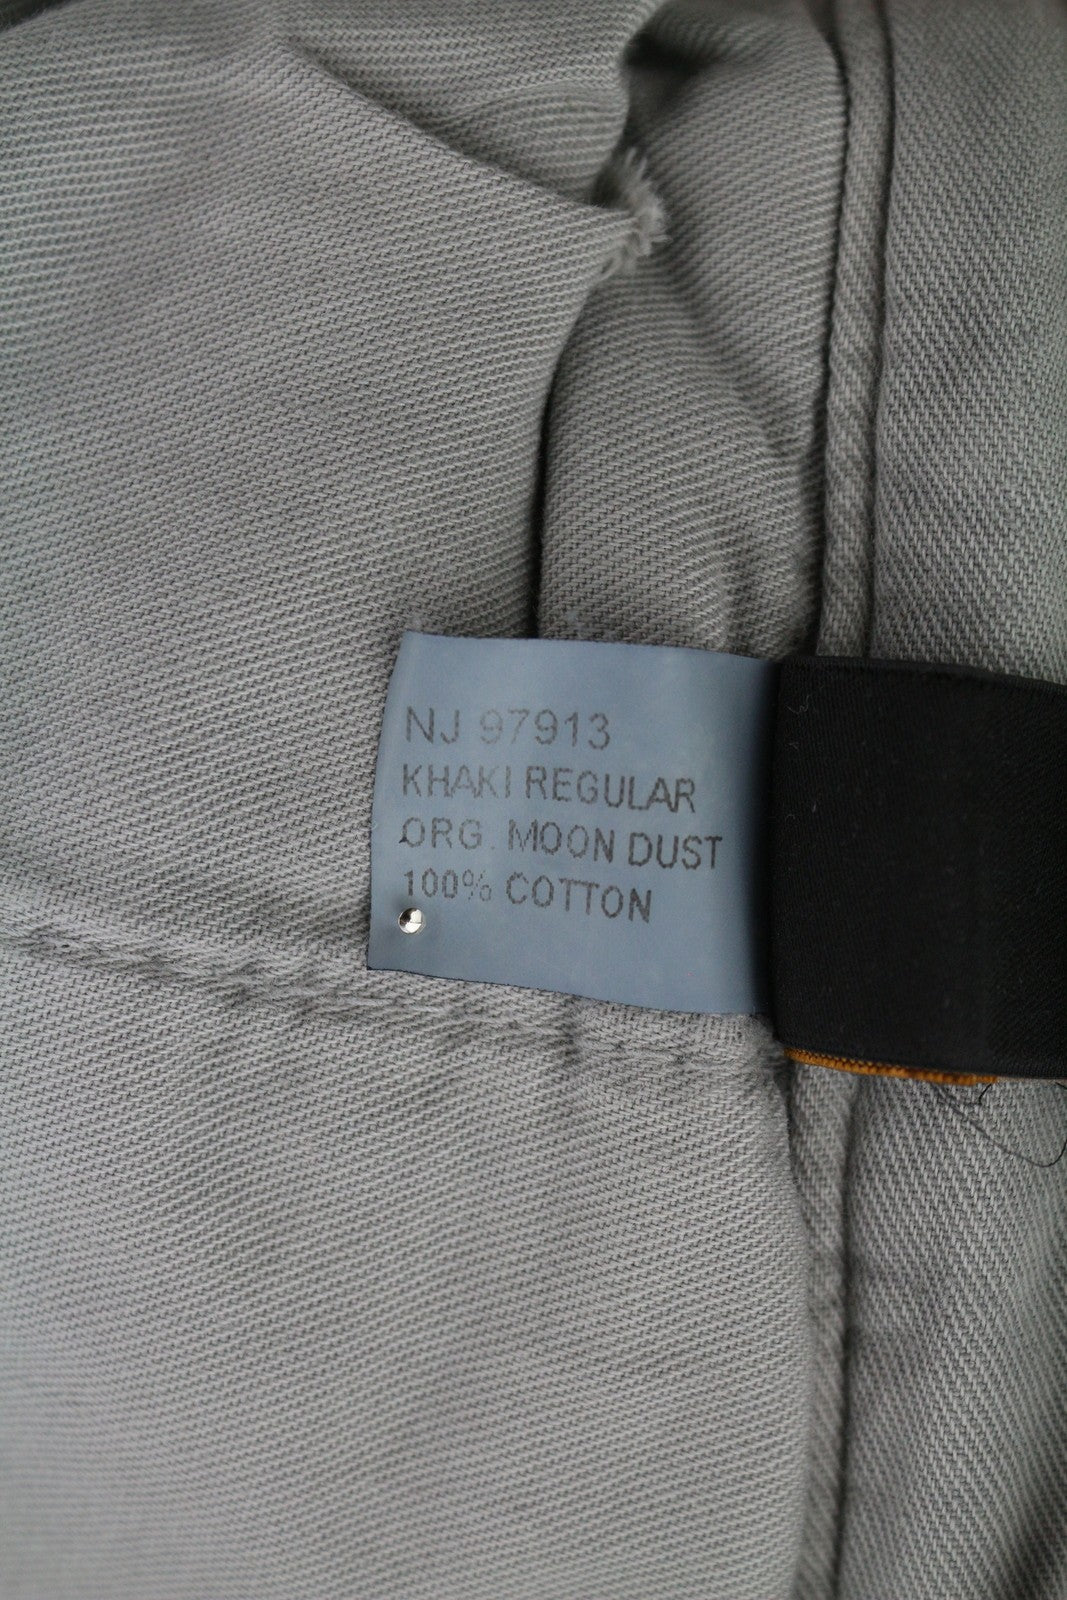 NJ 97913
KHAKI REGULAR
ORG. MOON DUST
100% COTTON